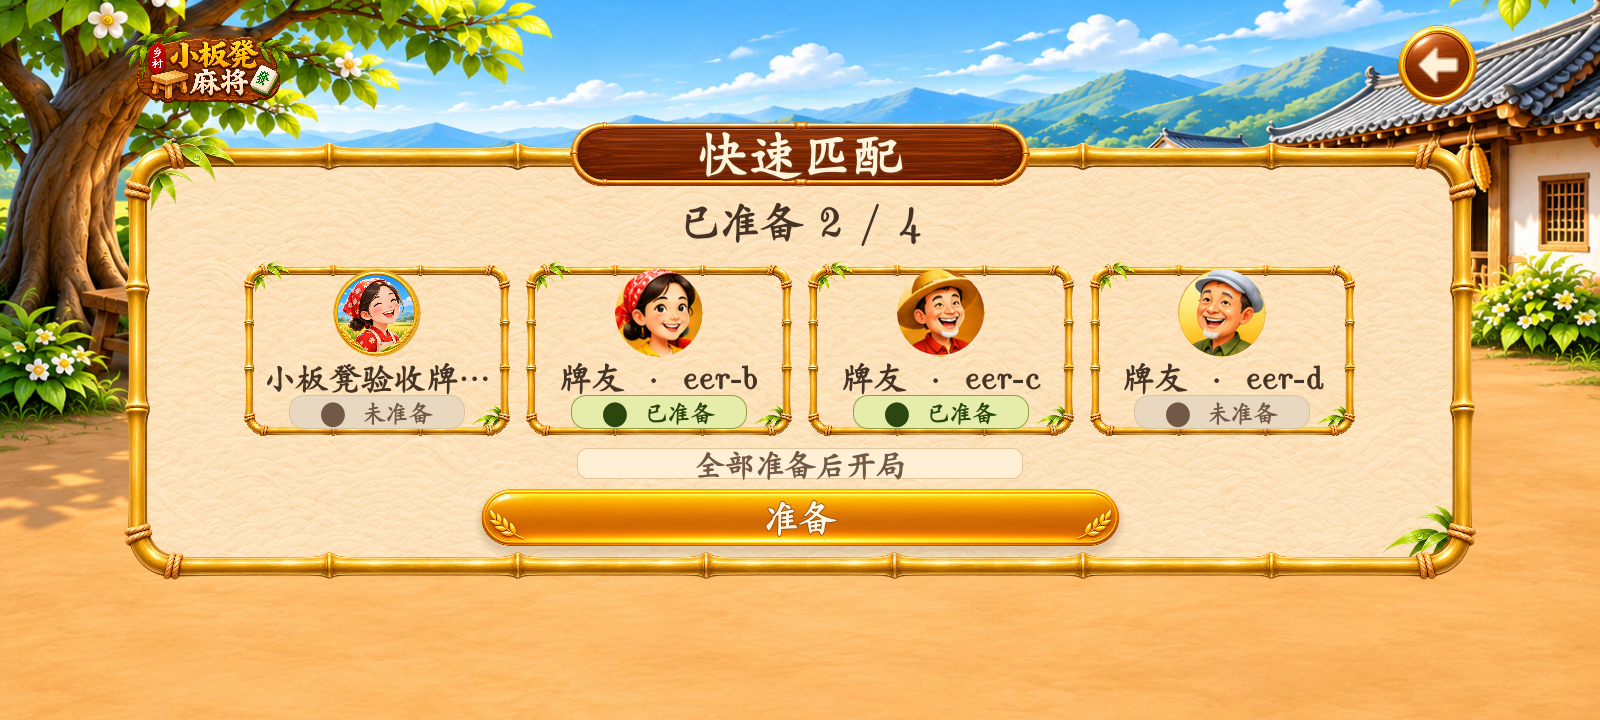 乡村
小板凳
麻将
發
快速匹配
已准备 2 / 4
小板凳验收牌…
未准备
牌友 · eer-b
已准备
牌友 · eer-c
已准备
牌友 · eer-d
未准备
全部准备后开局
准备